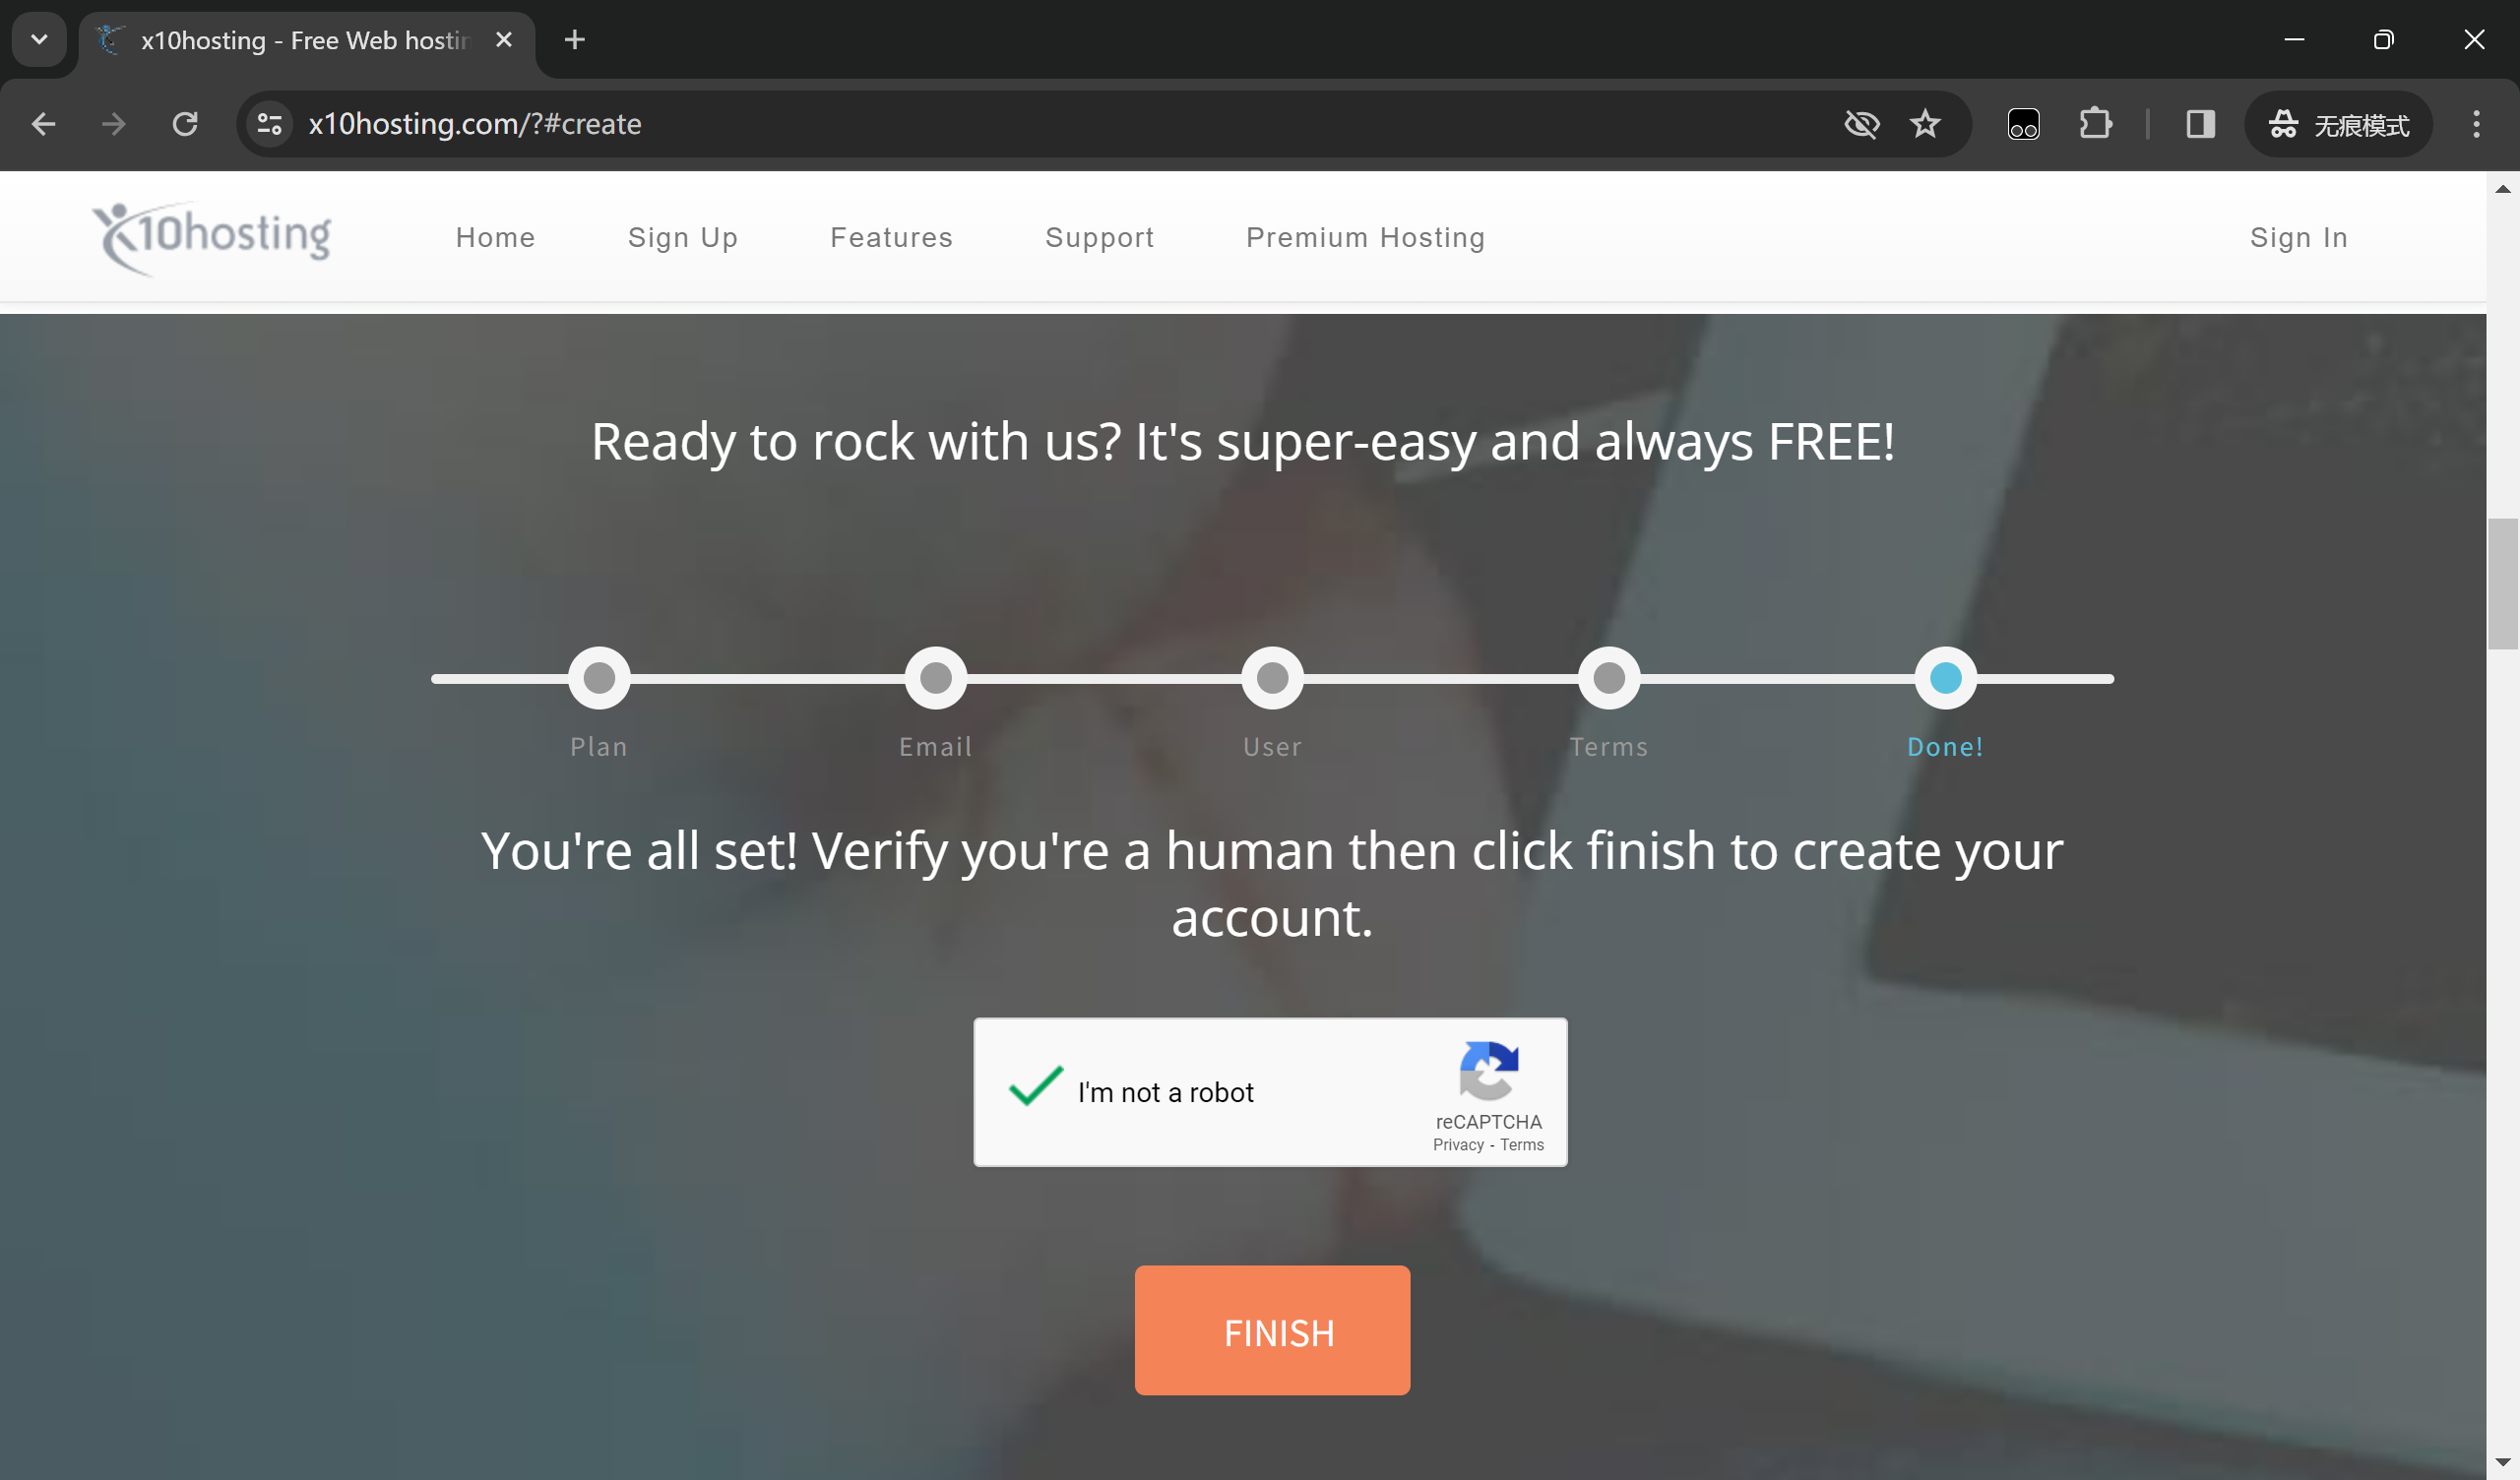 x10hosting - Free Web hostin
x10hosting.com/?#create
无痕模式
x10hosting
Home
Sign Up
Features
Support
Premium Hosting
Sign In
Ready to rock with us? It's super-easy and always FREE!
Plan
Email
User
Terms
Done!
You're all set! Verify you're a human then click finish to create your
account.
I'm not a robot
reCAPTCHA
Privacy - Terms
FINISH